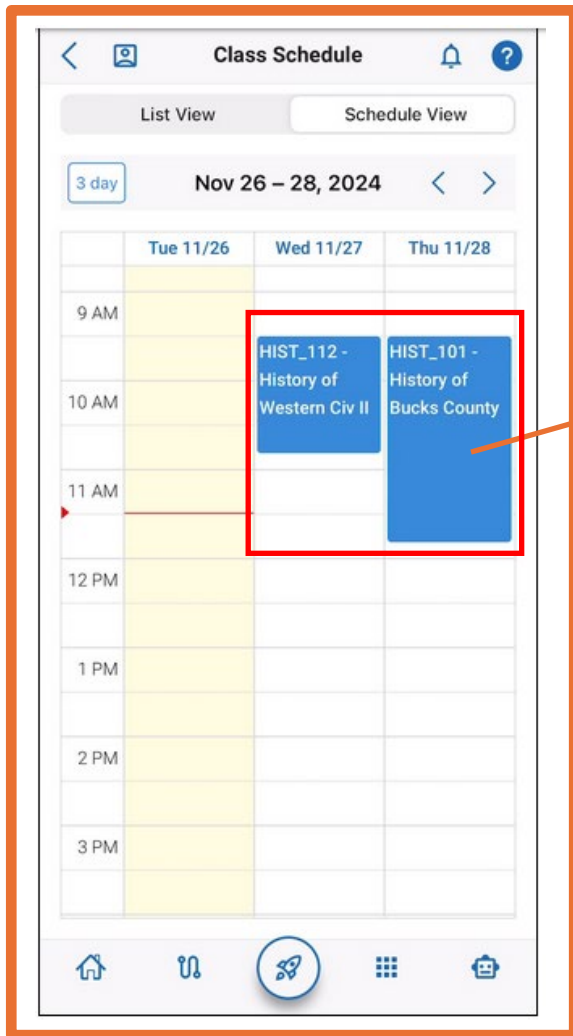 Class Schedule
?
List View
Schedule View
3 day
Nov 26 – 28, 2024
Tue 11/26
Wed 11/27
Thu 11/28
9 AM
HIST_112 -
History of
Western Civ II
HIST_101 -
History of
Bucks County
10 AM
11 AM
12 PM
1 PM
2 PM
3 PM